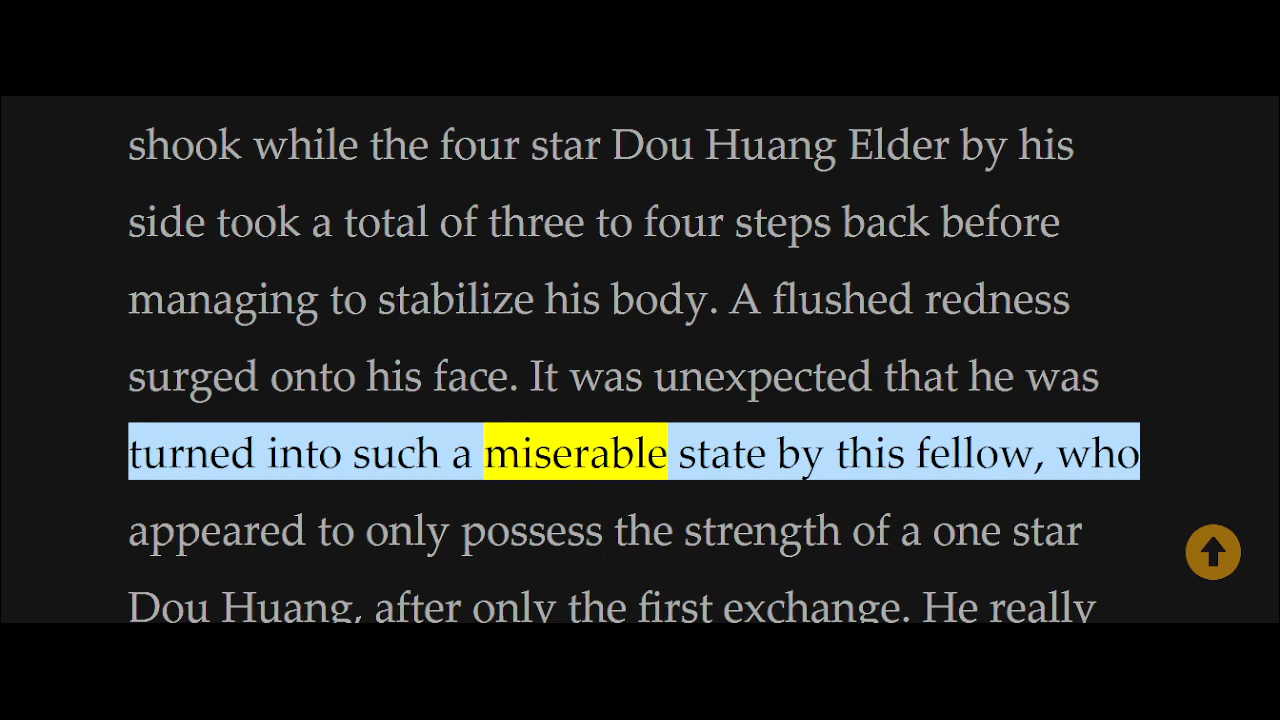 shook while the four star Dou Huang Elder by his
side took a total of three to four steps back before
managing to stabilize his body. A flushed redness
surged onto his face. It was unexpected that he was
turned into such a miserable state by this fellow, who
appeared to only possess the strength of a one star
Dou Huang, after only the first exchange. He really